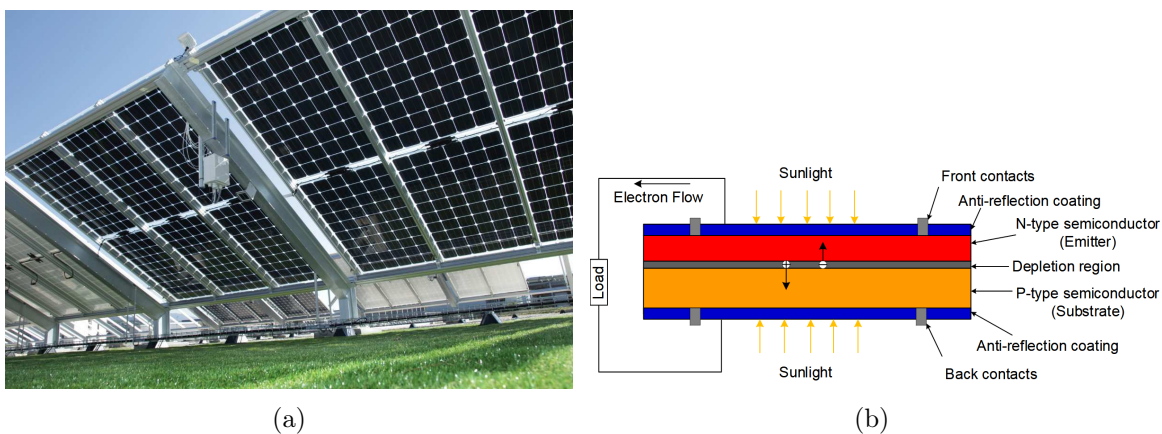 Sunlight
Front contacts
Electron Flow
Anti-reflection coating
N-type semiconductor
(Emitter)
Depletion region
Load
P-type semiconductor
(Substrate)
Anti-reflection coating
Sunlight
Back contacts
(a)
(b)